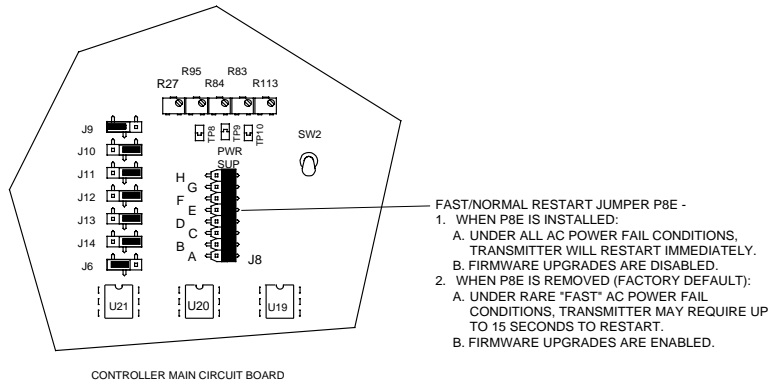 R95 R83
R27 R84 R113
TP8 TP9 TP10
SW2
PWR
SUP
J9
J10
J11
J12
J13
J14
J6
H
G
F
E
D
C
B
A
J8
U21 U20 U19
FAST/NORMAL RESTART JUMPER P8E -
1. WHEN P8E IS INSTALLED:
A. UNDER ALL AC POWER FAIL CONDITIONS,
TRANSMITTER WILL RESTART IMMEDIATELY.
B. FIRMWARE UPGRADES ARE DISABLED.
2. WHEN P8E IS REMOVED (FACTORY DEFAULT):
A. UNDER RARE "FAST" AC POWER FAIL
CONDITIONS, TRANSMITTER MAY REQUIRE UP
TO 15 SECONDS TO RESTART.
B. FIRMWARE UPGRADES ARE ENABLED.
CONTROLLER MAIN CIRCUIT BOARD